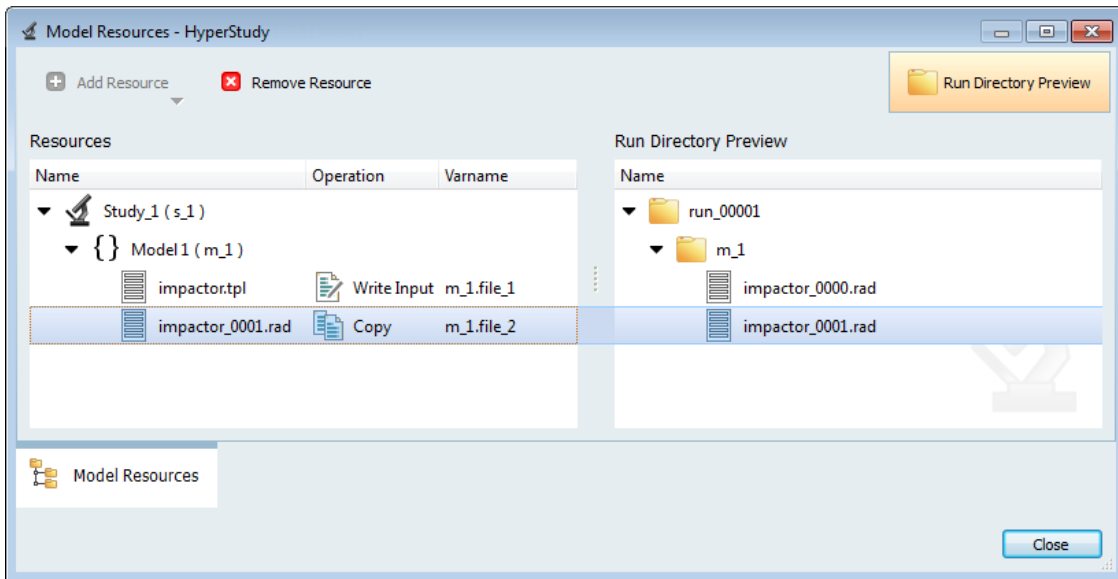 Model Resources - HyperStudy
Add Resource Remove Resource Run Directory Preview
Resources Run Directory Preview
Name Operation Varname Name
Study_1 ( s_1 ) run_00001
{ } Model 1 ( m_1 ) m_1
impactor.tpl Write Input m_1.file_1 impactor_0000.rad
impactor_0001.rad Copy m_1.file_2 impactor_0001.rad
Model Resources
Close